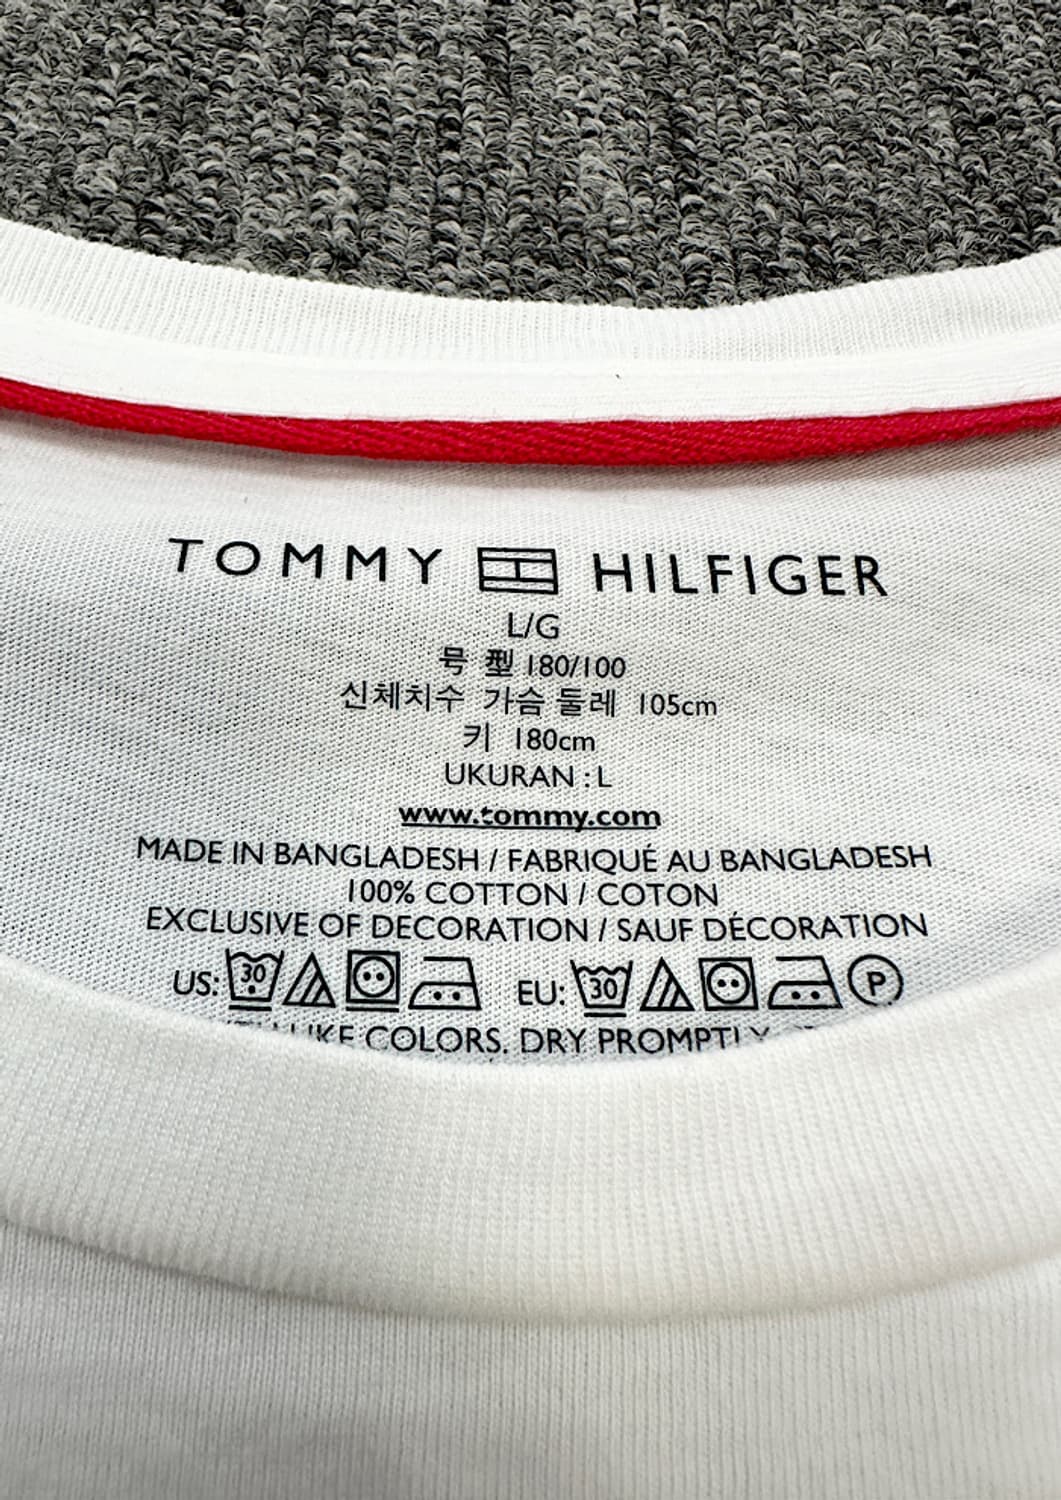 TOMMY HILFIGER
L/G
号 型 180/100
신체치수 가슴 둘레 105cm
키 180cm
UKURAN : L
www.tommy.com
MADE IN BANGLADESH / FABRIQUÉ AU BANGLADESH
100% COTTON / COTON
EXCLUSIVE OF DECORATION / SAUF DÉCORATION
US: 30 EU: 30 P
LIKE COLORS. DRY PROMPTLY